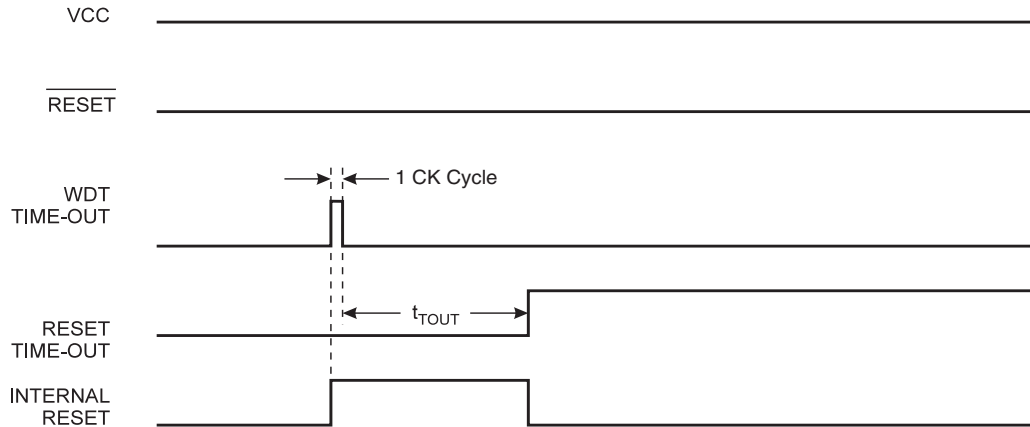 VCC
RESET
1 CK Cycle
WDT
TIME-OUT
tTOUT
RESET
TIME-OUT
INTERNAL
RESET